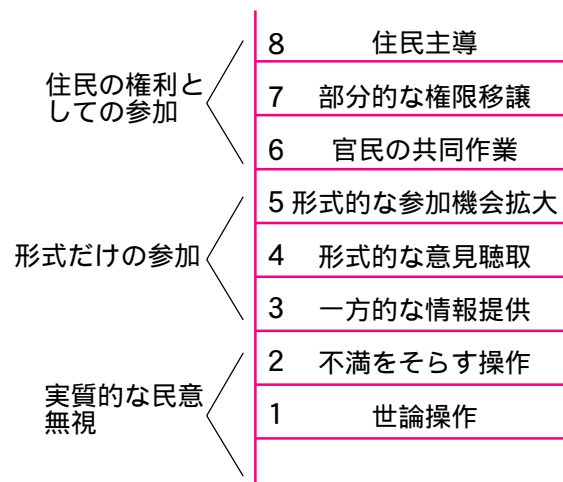 住民の権利と
しての参加
8 住民主導
7 部分的な権限移譲
6 官民の共同作業
形式だけの参加
5 形式的な参加機会拡大
4 形式的な意見聴取
3 一方的な情報提供
実質的な民意
無視
2 不満をそらす操作
1 世論操作